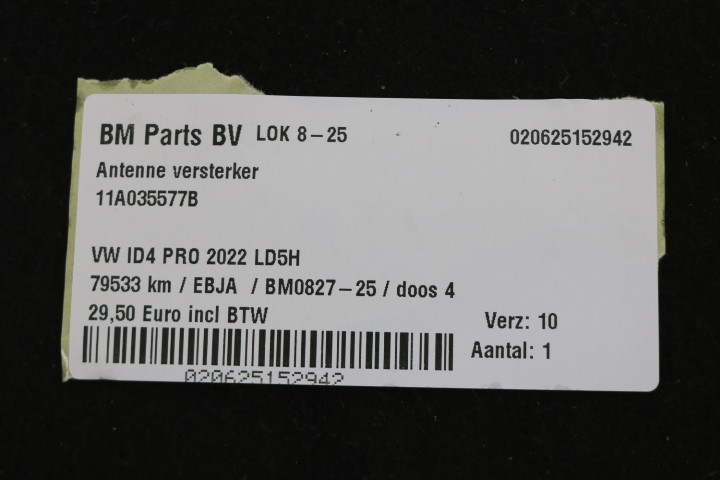 BM Parts BV LOK 8-25 020625152942
Antenne versterker
11A035577B
VW ID4 PRO 2022 LD5H
79533 km / EBJA / BM0827-25 / doos 4
29,50 Euro incl BTW
Verz: 10
Aantal: 1
020625152942